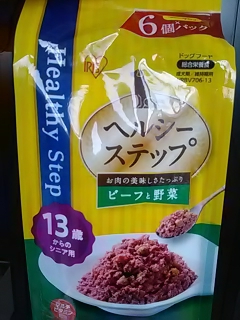 6個パック
ドッグフード
総合栄養食
Healthy Step
ヘルシー
ステップ
お肉の美味しさたっぷり
ビーフと野菜
13歳
からの
シニア用